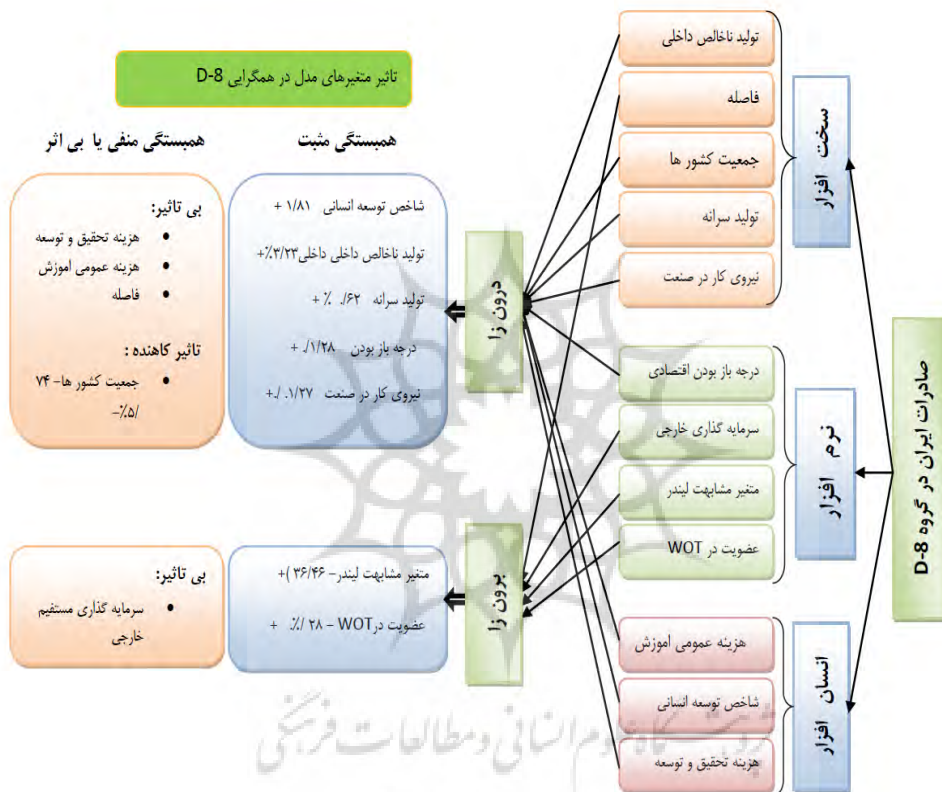 صادرات ایران در گروه D-8
سخت افزار
تولید ناخالص داخلی
فاصله
جمعیت کشور ها
تولید سرانه
نیروی کار در صنعت
نرم افزار
درجه باز بودن اقتصادی
سرمایه گذاری خارجی
متغیر مشابهت لیندر
عضویت در WOT
انسان افزار
هزینه عمومی اموزش
شاخص توسعه انسانی
هزینه تحقیق و توسعه
درون زا
برون زا
تاثیر متغیرهای مدل در همگرایی D-8
همبستگی مثبت
شاخص توسعه انسانی ۱/۸۱ +
تولید ناخالص داخلی داخلی۳/۲۳٪+
تولید سرانه ۶۲/. ٪ +
درجه باز بودن ۱/۲۸/. +
نیروی کار در صنعت ۱/۲۷. /.+
متغیر مشابهت لیندر- ۳۶/۴۶ )+
عضویت درWOT – ۲۸ /٪. +
همبستگی منفی یا بی اثر
بی تاثیر:
• هزینه تحقیق و توسعه
• هزینه عمومی اموزش
• فاصله
تاثیر کاهنده :
• جمعیت کشور ها- ۷۴
/۵٪-
بی تاثیر:
• سرمایه گذاری مستقیم
خارجی
پژوهشگاه علوم انسانی و مطالعات فرهنگی